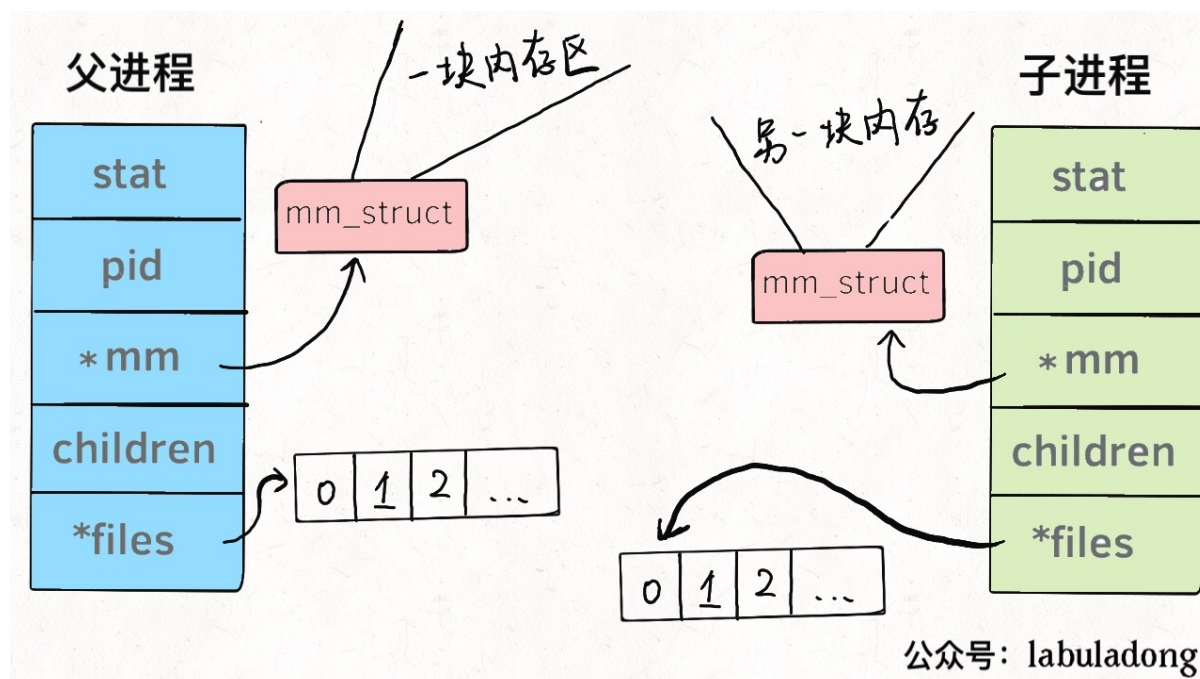 父进程
stat
pid
*mm
children
*files
一块内存区
mm_struct
0 1 2 ...
另一块内存
mm_struct
0 1 2 ...
子进程
stat
pid
*mm
children
*files
公众号：labuladong